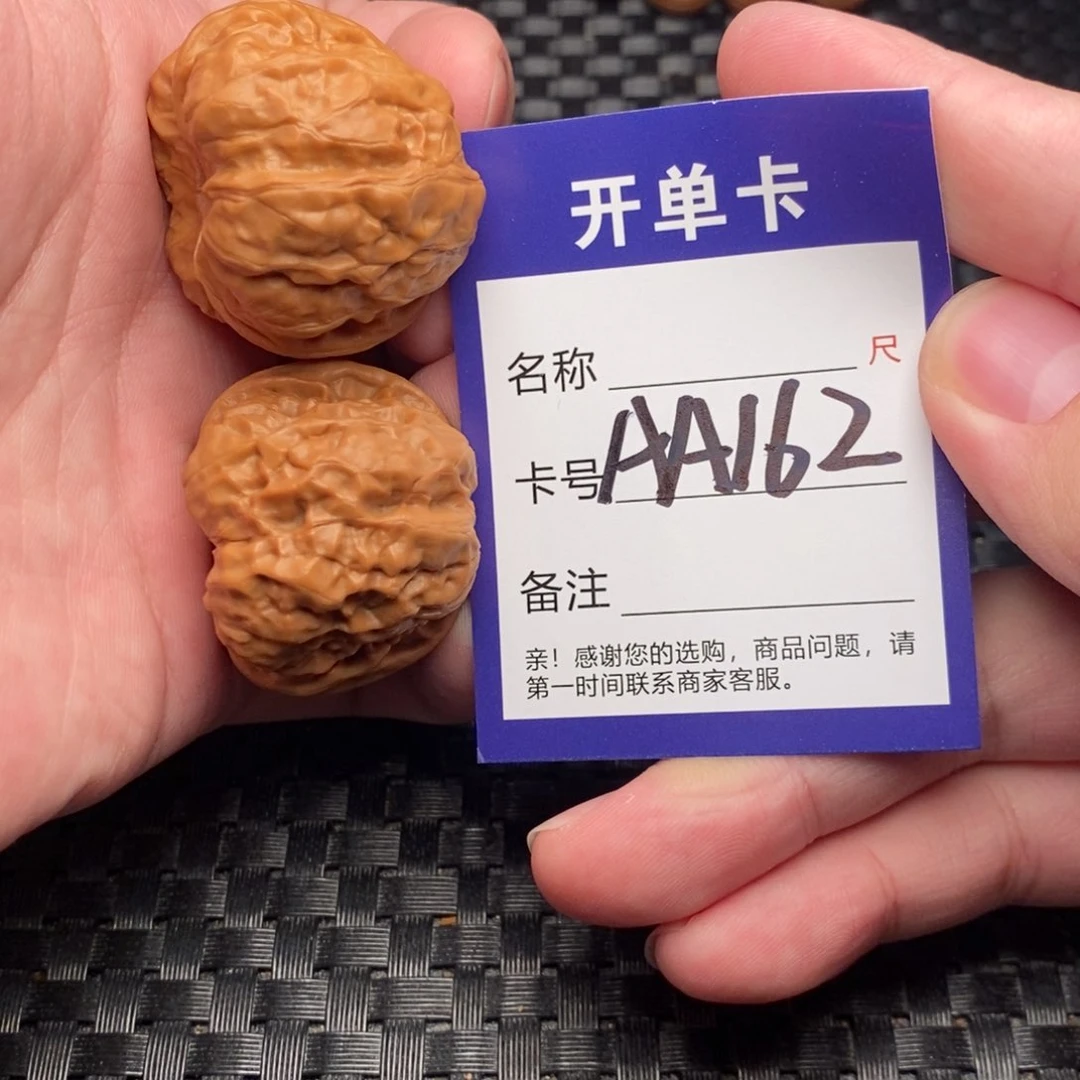 开单卡
名称 尺
卡号 AA162
备注
亲！感谢您的选购，商品问题，请
第一时间联系商家客服。